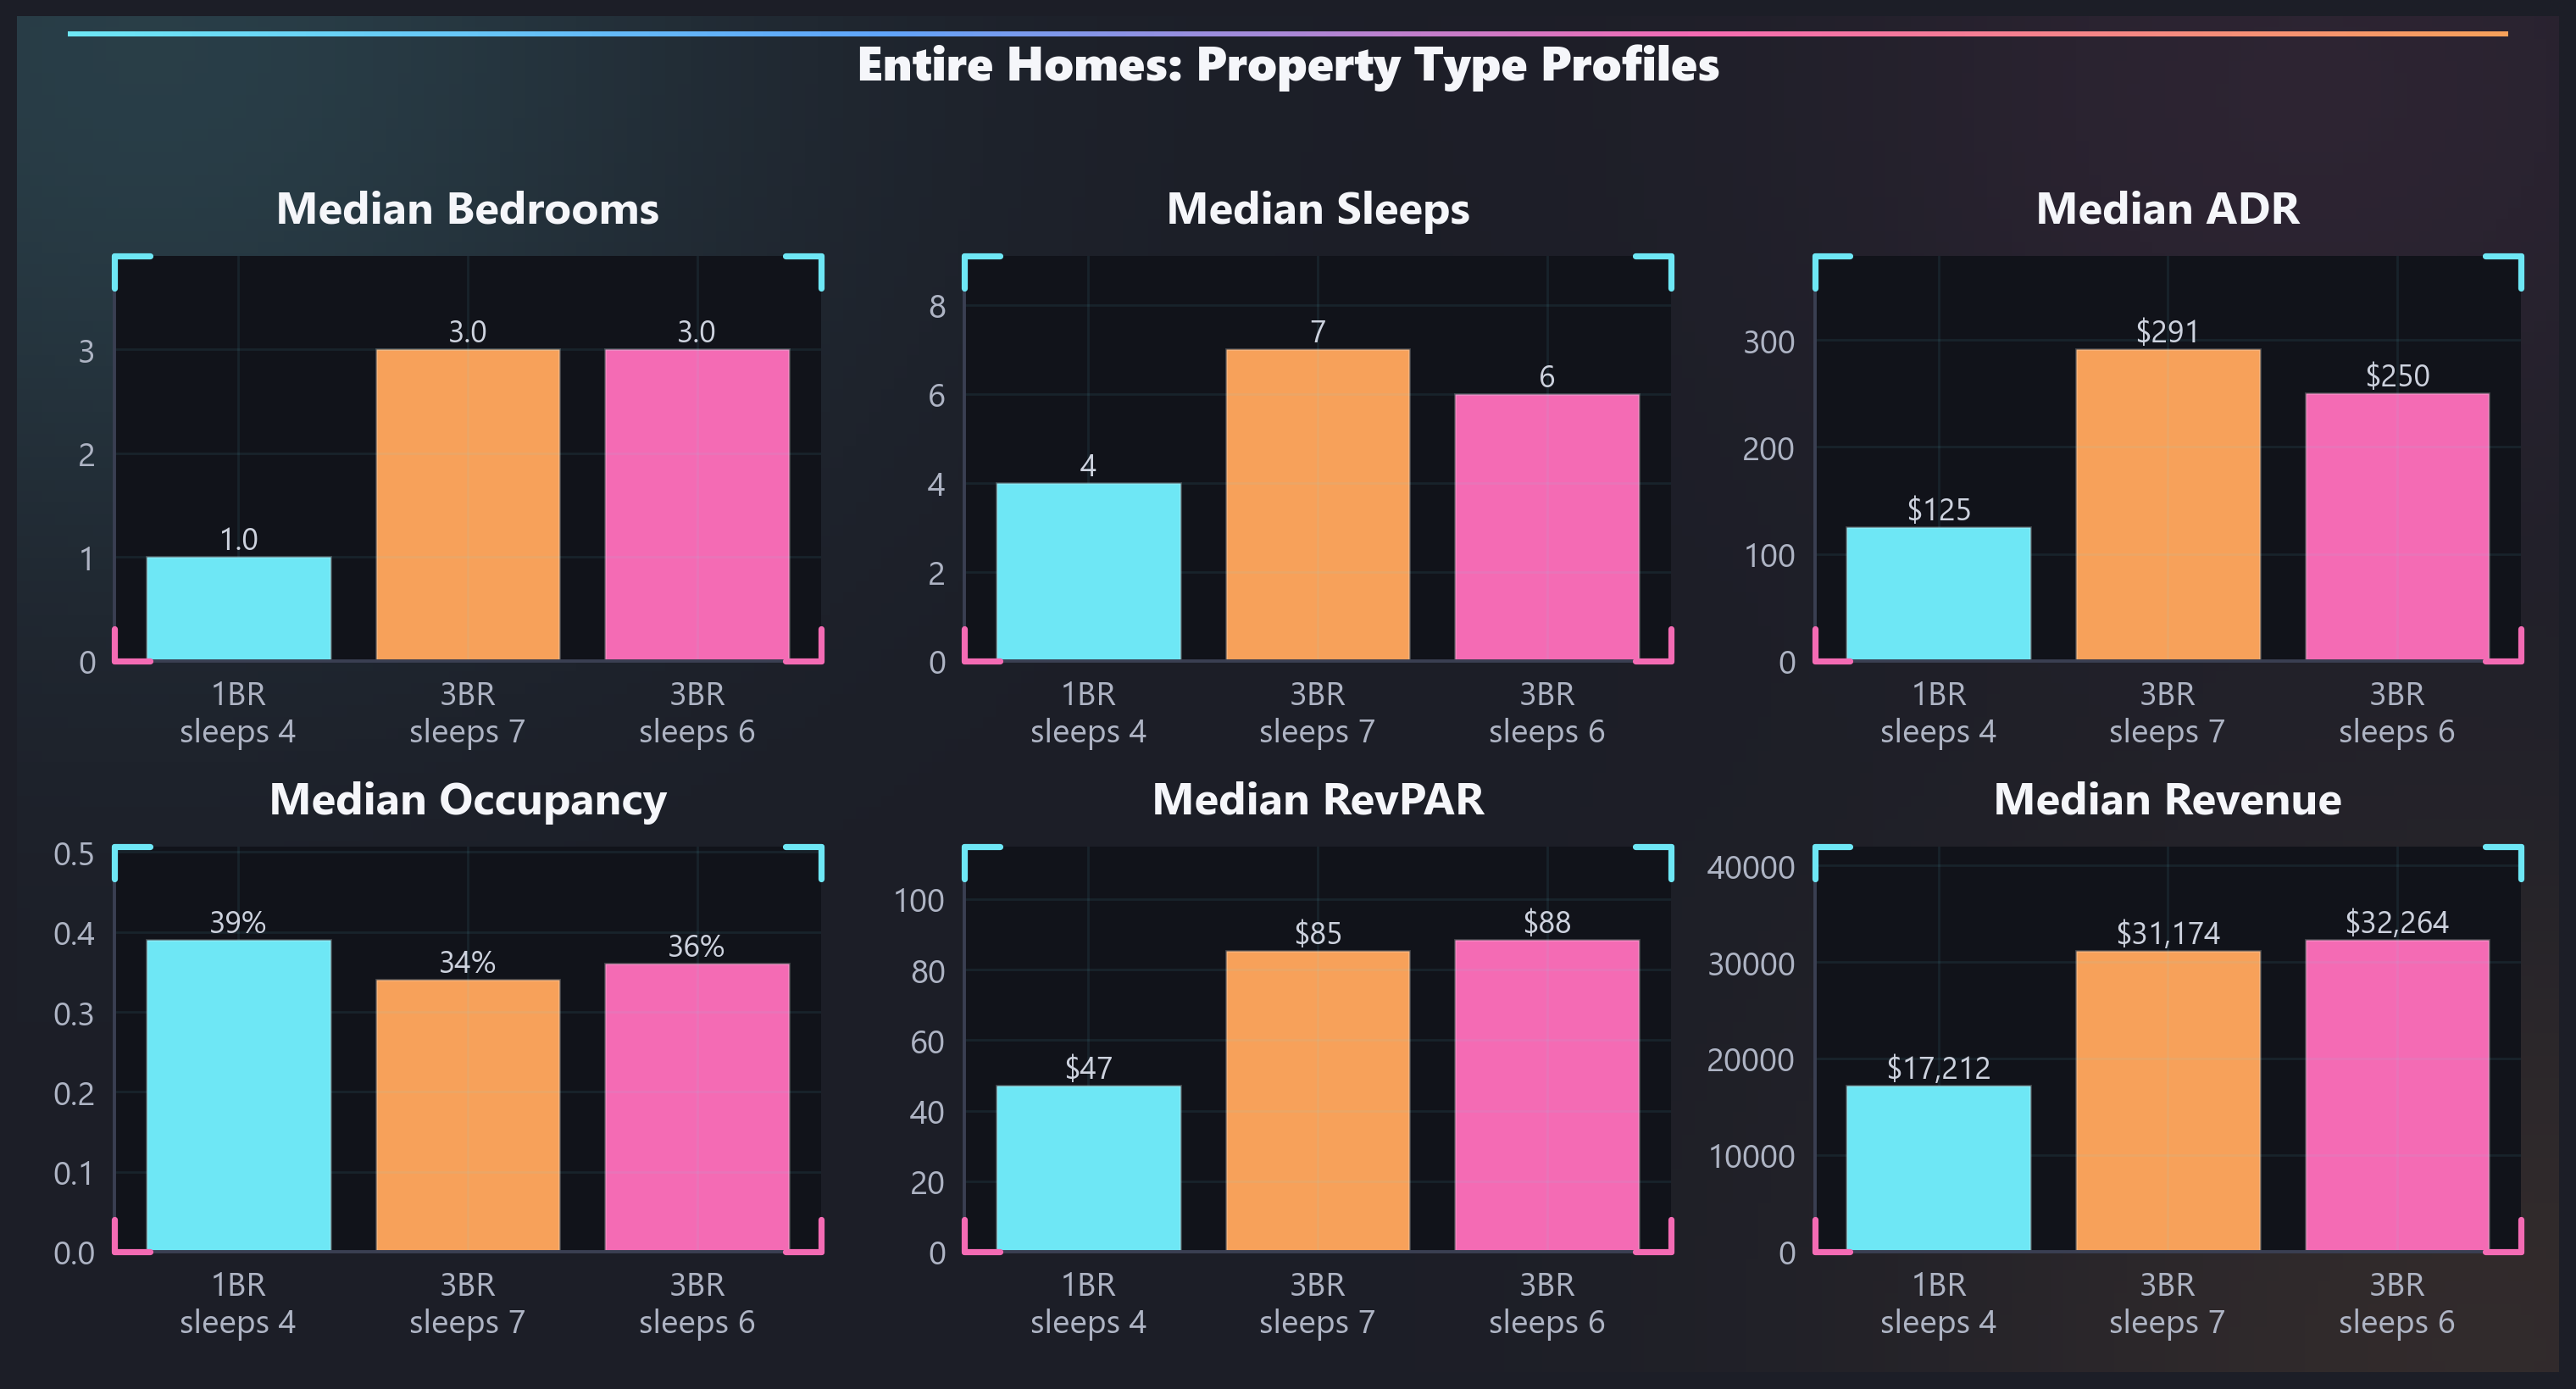 Entire Homes: Property Type Profiles
Median Bedrooms
3
2
1
0
1.0
3.0
3.0
1BR
sleeps 4
3BR
sleeps 7
3BR
sleeps 6
Median Sleeps
8
6
4
2
0
4
7
6
1BR
sleeps 4
3BR
sleeps 7
3BR
sleeps 6
Median ADR
300
200
100
0
$125
$291
$250
1BR
sleeps 4
3BR
sleeps 7
3BR
sleeps 6
Median Occupancy
0.5
0.4
0.3
0.2
0.1
0.0
39%
34%
36%
1BR
sleeps 4
3BR
sleeps 7
3BR
sleeps 6
Median RevPAR
100
80
60
40
20
0
$47
$85
$88
1BR
sleeps 4
3BR
sleeps 7
3BR
sleeps 6
Median Revenue
40000
30000
20000
10000
0
$17,212
$31,174
$32,264
1BR
sleeps 4
3BR
sleeps 7
3BR
sleeps 6